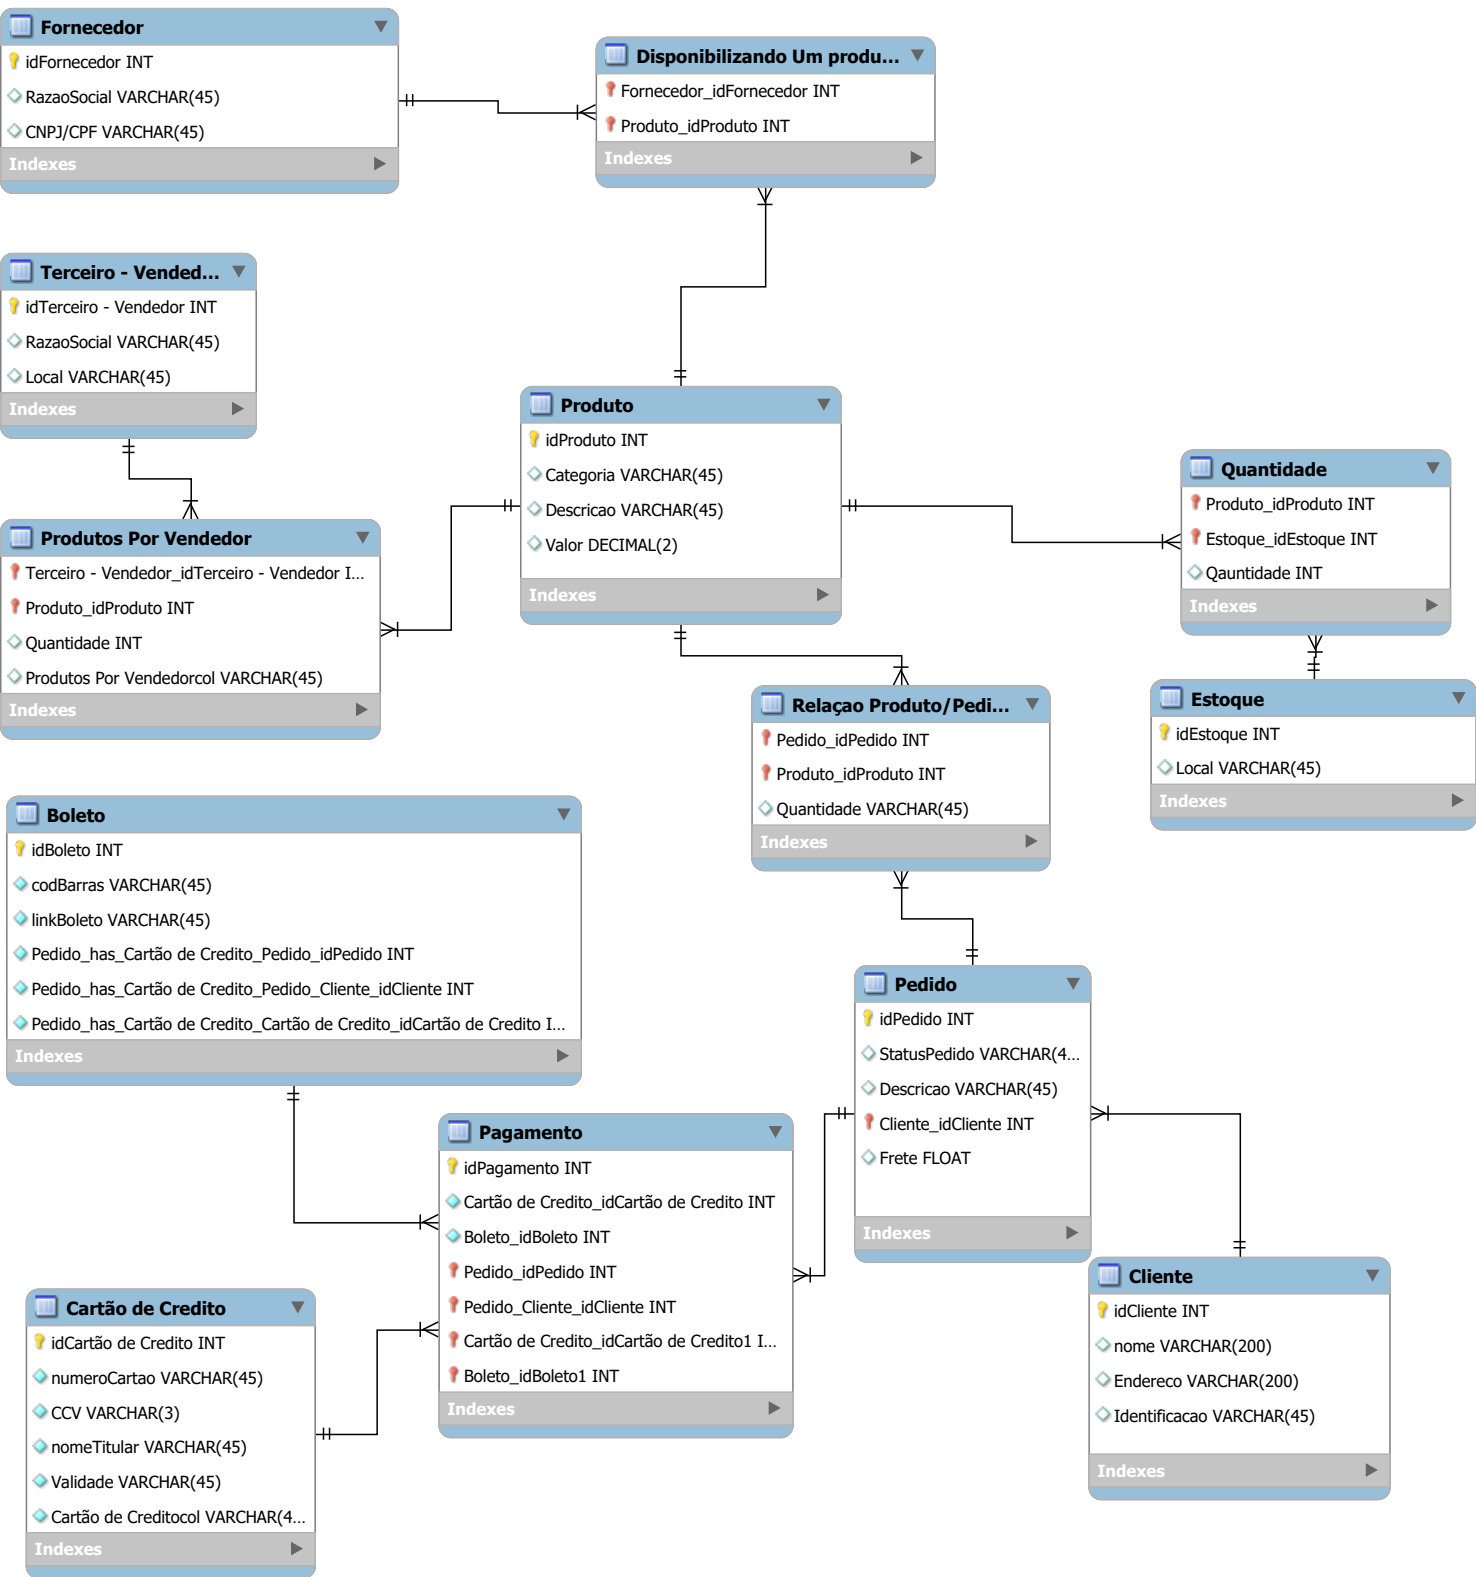 Fornecedor
idFornecedor INT
RazaoSocial VARCHAR(45)
CNPJ/CPF VARCHAR(45)
Indexes
Disponibilizando Um produ...
Fornecedor_idFornecedor INT
Produto_idProduto INT
Indexes
Terceiro - Vended...
idTerceiro - Vendedor INT
RazaoSocial VARCHAR(45)
Local VARCHAR(45)
Indexes
Produto
idProduto INT
Categoria VARCHAR(45)
Descricao VARCHAR(45)
Valor DECIMAL(2)
Indexes
Quantidade
Produto_idProduto INT
Estoque_idEstoque INT
Qauntidade INT
Indexes
Produtos Por Vendedor
Terceiro - Vendedor_idTerceiro - Vendedor I...
Produto_idProduto INT
Quantidade INT
Produtos Por Vendedorcol VARCHAR(45)
Indexes
Relaçao Produto/Pedi...
Pedido_idPedido INT
Produto_idProduto INT
Quantidade VARCHAR(45)
Indexes
Estoque
idEstoque INT
Local VARCHAR(45)
Indexes
Boleto
idBoleto INT
codBarras VARCHAR(45)
linkBoleto VARCHAR(45)
Pedido_has_Cartão de Credito_Pedido_idPedido INT
Pedido_has_Cartão de Credito_Pedido_Cliente_idCliente INT
Pedido_has_Cartão de Credito_Cartão de Credito_idCartão de Credito I...
Indexes
Pedido
idPedido INT
StatusPedido VARCHAR(4...
Descricao VARCHAR(45)
Cliente_idCliente INT
Frete FLOAT
Indexes
Pagamento
idPagamento INT
Cartão de Credito_idCartão de Credito INT
Boleto_idBoleto INT
Pedido_idPedido INT
Pedido_Cliente_idCliente INT
Cartão de Credito_idCartão de Credito1 I...
Boleto_idBoleto1 INT
Indexes
Cliente
idCliente INT
nome VARCHAR(200)
Endereco VARCHAR(200)
Identificacao VARCHAR(45)
Indexes
Cartão de Credito
idCartão de Credito INT
numeroCartao VARCHAR(45)
CCV VARCHAR(3)
nomeTitular VARCHAR(45)
Validade VARCHAR(45)
Cartão de Creditocol VARCHAR(4...
Indexes